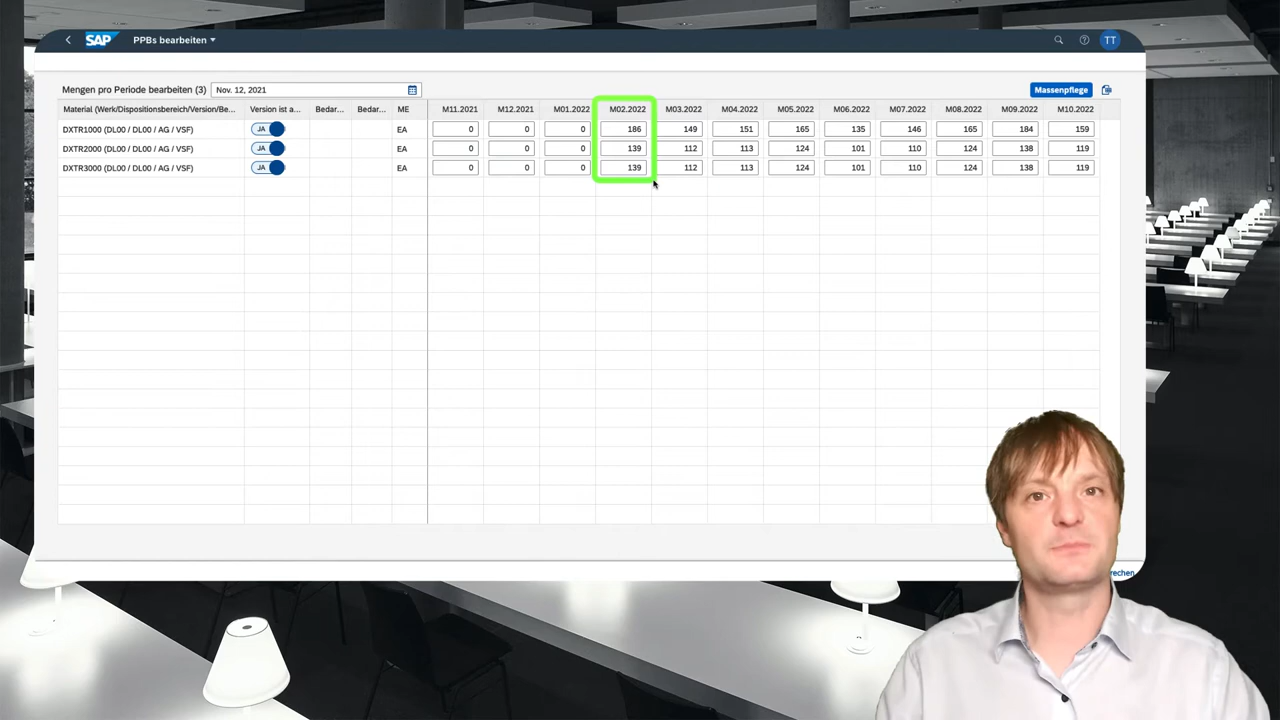 SAP PPBs bearbeiten TT
Mengen pro Periode bearbeiten (3) Nov. 12, 2021 Massenpflege
Material (Werk/Dispositionsbereich/Version/Be... Version ist a... Bedar... Bedar... ME M11.2021 M12.2021 M01.2022 M02.2022 M03.2022 M04.2022 M05.2022 M06.2022 M07.2022 M08.2022 M09.2022 M10.2022
DXTR1000 (DL00 / DL00 / AG / VSF) JA EA 0 0 0 186 149 151 165 135 146 165 184 159
DXTR2000 (DL00 / DL00 / AG / VSF) JA EA 0 0 0 139 112 113 124 101 110 124 138 119
DXTR3000 (DL00 / DL00 / AG / VSF) JA EA 0 0 0 139 112 113 124 101 110 124 138 119